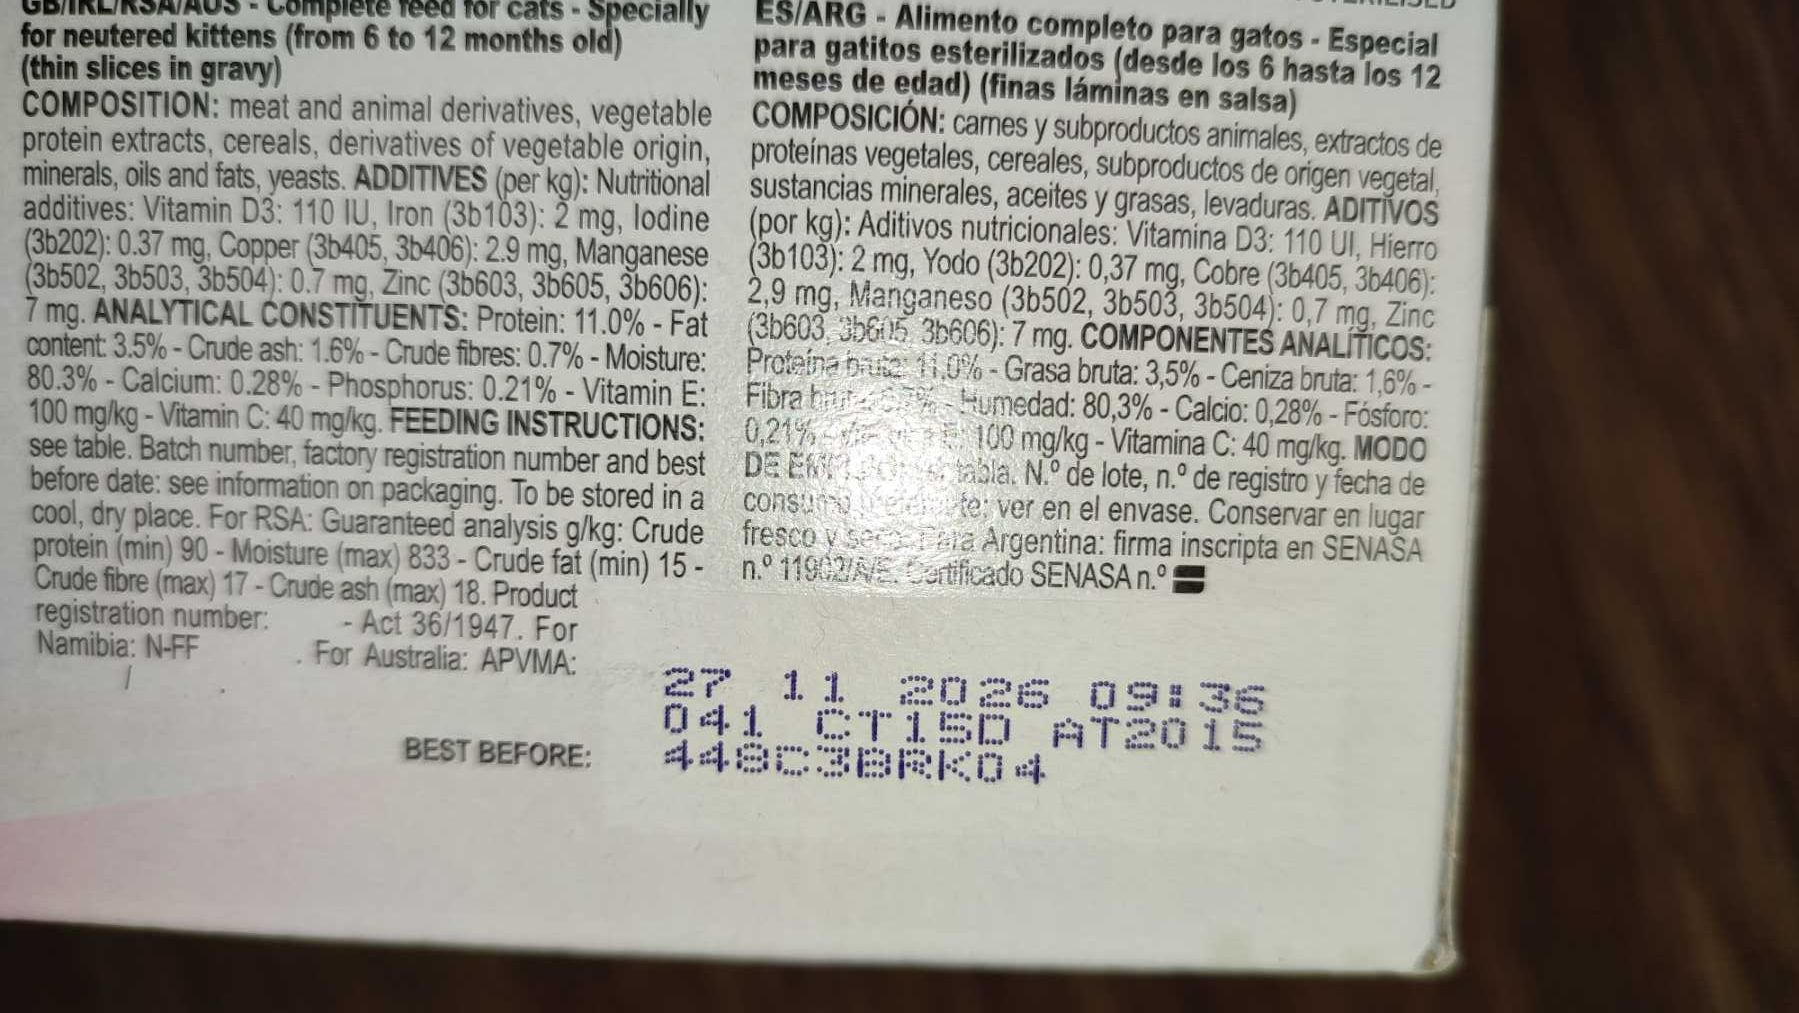 GB/IRL/RSA/AUS - Complete feed for cats - Specially
for neutered kittens (from 6 to 12 months old)
(thin slices in gravy)
COMPOSITION: meat and animal derivatives, vegetable
protein extracts, cereals, derivatives of vegetable origin,
minerals, oils and fats, yeasts. ADDITIVES (per kg): Nutritional
additives: Vitamin D3: 110 IU, Iron (3b103): 2 mg, Iodine
(3b202): 0.37 mg, Copper (3b405, 3b406): 2.9 mg, Manganese
(3b502, 3b503, 3b504): 0.7 mg, Zinc (3b603, 3b605, 3b606):
7 mg. ANALYTICAL CONSTITUENTS: Protein: 11.0% - Fat
content: 3.5% - Crude ash: 1.6% - Crude fibres: 0.7% - Moisture:
80.3% - Calcium: 0.28% - Phosphorus: 0.21% - Vitamin E:
100 mg/kg - Vitamin C: 40 mg/kg. FEEDING INSTRUCTIONS:
see table. Batch number, factory registration number and best
before date: see information on packaging. To be stored in a
cool, dry place. For RSA: Guaranteed analysis g/kg: Crude
protein (min) 90 - Moisture (max) 833 - Crude fat (min) 15 -
Crude fibre (max) 17 - Crude ash (max) 18. Product
registration number: - Act 36/1947. For
Namibia: N-FF . For Australia: APVMA:
/ .
STERILISED
ES/ARG - Alimento completo para gatos - Especial
para gatitos esterilizados (desde los 6 hasta los 12
meses de edad) (finas láminas en salsa)
COMPOSICIÓN: carnes y subproductos animales, extractos de
proteínas vegetales, cereales, subproductos de origen vegetal,
sustancias minerales, aceites y grasas, levaduras. ADITIVOS
(por kg): Aditivos nutricionales: Vitamina D3: 110 UI, Hierro
(3b103): 2 mg, Yodo (3b202): 0,37 mg, Cobre (3b405, 3b406):
2,9 mg, Manganeso (3b502, 3b503, 3b504): 0,7 mg, Zinc
(3b603, 3b605, 3b606): 7 mg. COMPONENTES ANALÍTICOS:
Proteína bruta: 11,0% - Grasa bruta: 3,5% - Ceniza bruta: 1,6% -
Fibra bruta: 0,7% - Humedad: 80,3% - Calcio: 0,28% - Fósforo:
0,21% - E: 100 mg/kg - Vitamina C: 40 mg/kg. MODO
DE tabla. N.º de lote, n.º de registro y fecha de
consumo preferente: ver en el envase. Conservar en lugar
fresco y seco. Para Argentina: firma inscripta en SENASA
n.º 11902/A/E. Certificado SENASA n.º
27 11 2026 09:36
041 CT15D AT2015
BEST BEFORE: 448C3BRK04